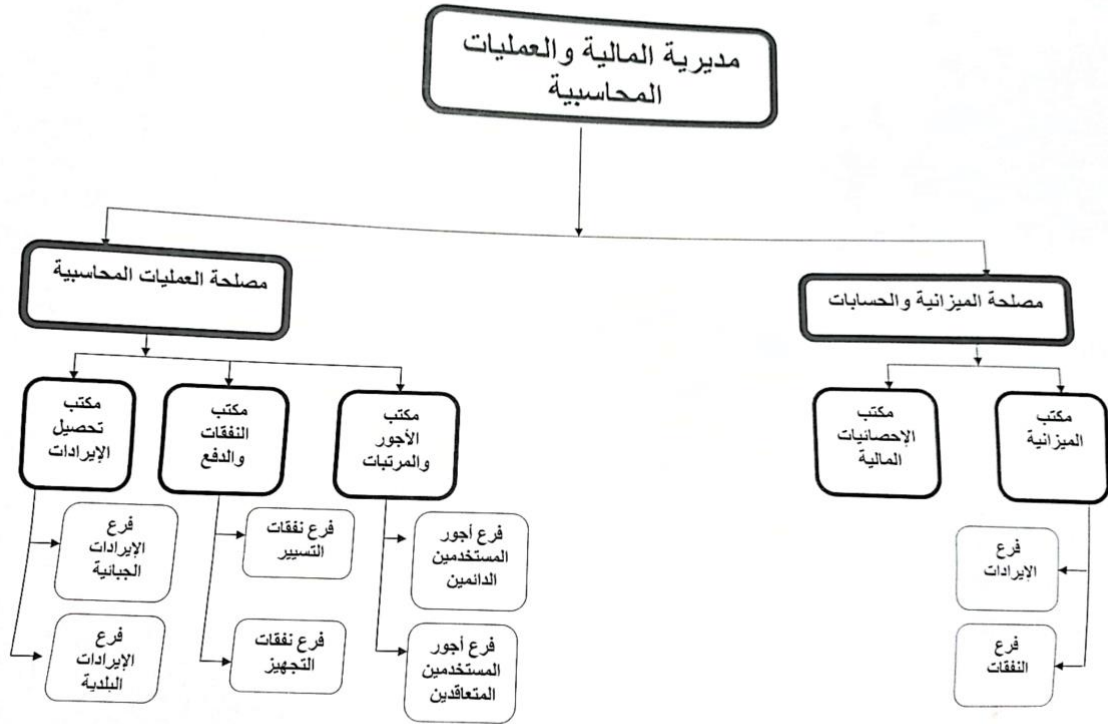 مديرية المالية والعمليات
المحاسبية
مصلحة الميزانية والحسابات
مصلحة العمليات المحاسبية
مكتب
الميزانية
مكتب
الإحصائيات
المالية
مكتب
الأجور
والمرتبات
مكتب
النفقات
والدفع
مكتب
تحصيل
الإيرادات
فرع
الإيرادات
فرع
النفقات
فرع أجور
المستخدمين
الدائمين
فرع أجور
المستخدمين
المتعاقدين
فرع نفقات
التسيير
فرع نفقات
التجهيز
فرع
الإيرادات
الجبائية
فرع
الإيرادات
البلدية